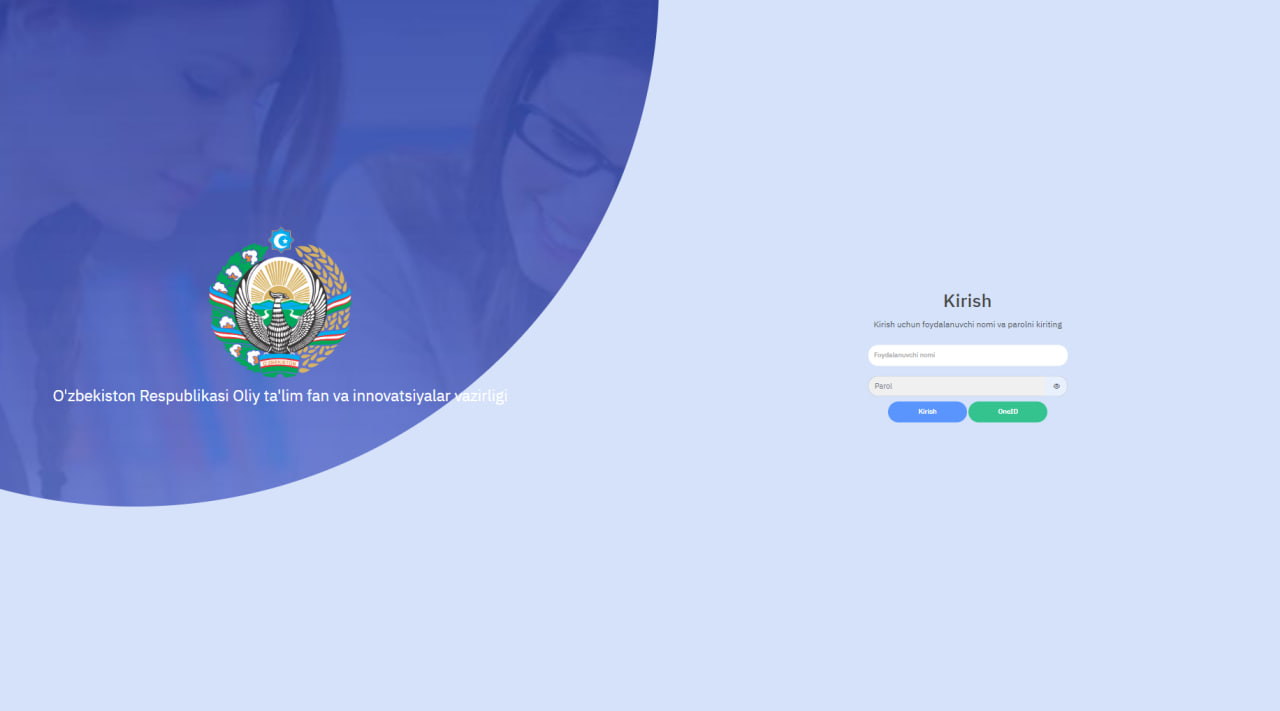 O'zbekiston Respublikasi Oliy ta'lim fan va innovatsiyalar vazirligi
Kirish
Kirish uchun foydalanuvchi nomi va parolni kiriting
Foydalanuvchi nomi
Parol
Kirish
OneID